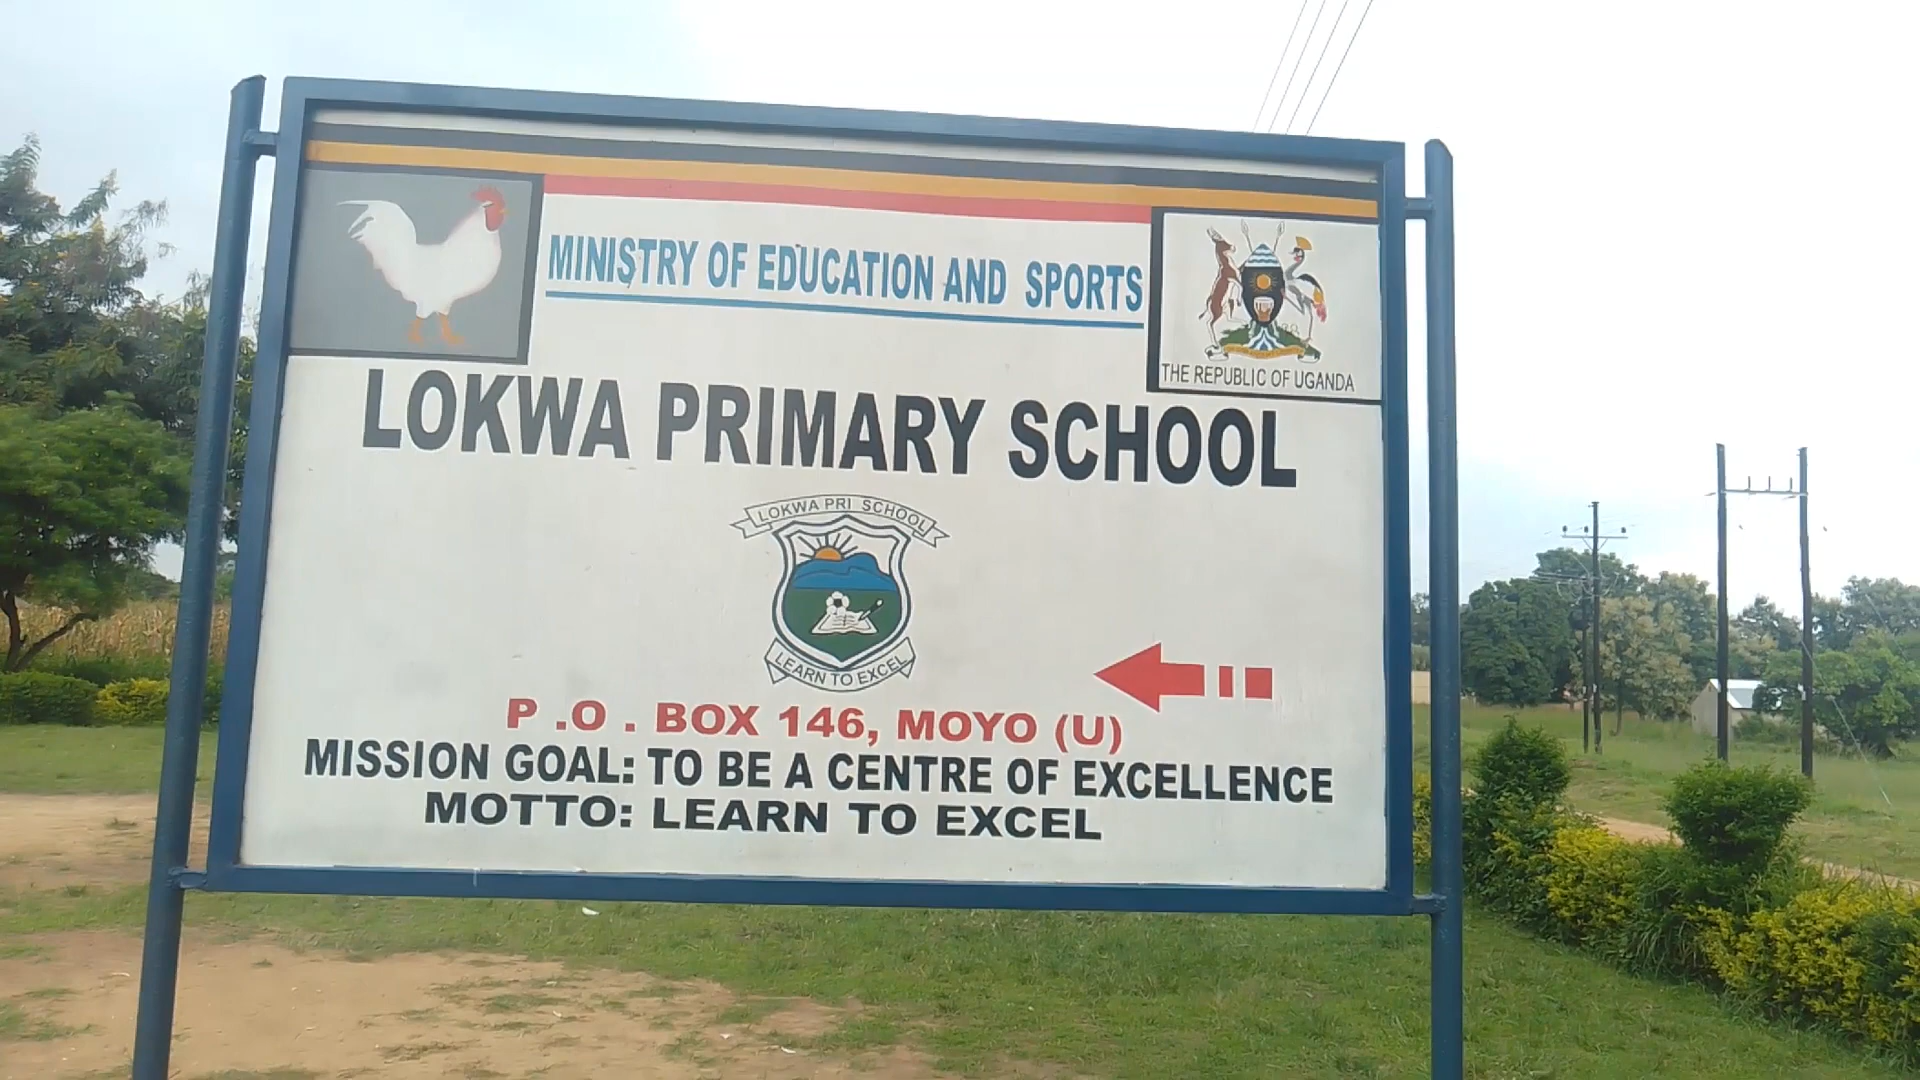 MINISTRY OF EDUCATION AND SPORTS
THE REPUBLIC OF UGANDA
LOKWA PRIMARY SCHOOL
LOKWA PRI SCHOOL
LEARN TO EXCEL
P .O . BOX 146, MOYO (U)
MISSION GOAL: TO BE A CENTRE OF EXCELLENCE
MOTTO: LEARN TO EXCEL